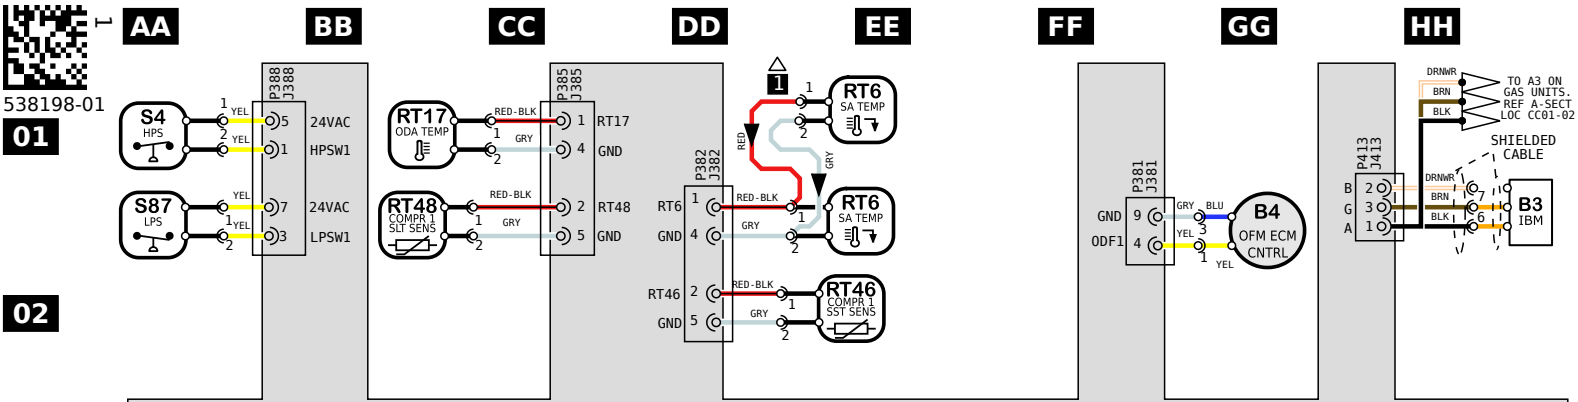 AA BB CC DD EE FF GG HH
1
538198-01
01
02
S4
HPS
1 YEL
2 YEL
P388
J388
5 24VAC
1 HPSW1
S87
LPS
YEL
1 YEL
2
7 24VAC
3 LPSW1
RT17
ODA TEMP
RED-BLK
1
GRY
2
P385
J385
1 RT17
4 GND
RT48
COMPR 1
SLT SENS
RED-BLK
1
GRY
2
2 RT48
5 GND
P382
J382
RT6 1 RED-BLK
1
GND 4 GRY
2
RT46 2 RED-BLK
1
GND 5 GRY
2
1
RED
GRY
1
2
RT6
SA TEMP
RT6
SA TEMP
RT46
COMPR 1
SST SENS
P381
J381
GND 9 GRY BLU
3
ODF1 4 YEL
1 YEL
B4
OFM ECM
CNTRL
DRNWR
BRN
BLK
TO A3 ON
GAS UNITS.
REF A-SECT
LOC CC01-02
SHIELDED
CABLE
P413
J413
B 2 DRNWR
G 3 BRN 7
A 1 BLK 6
5
B3
IBM